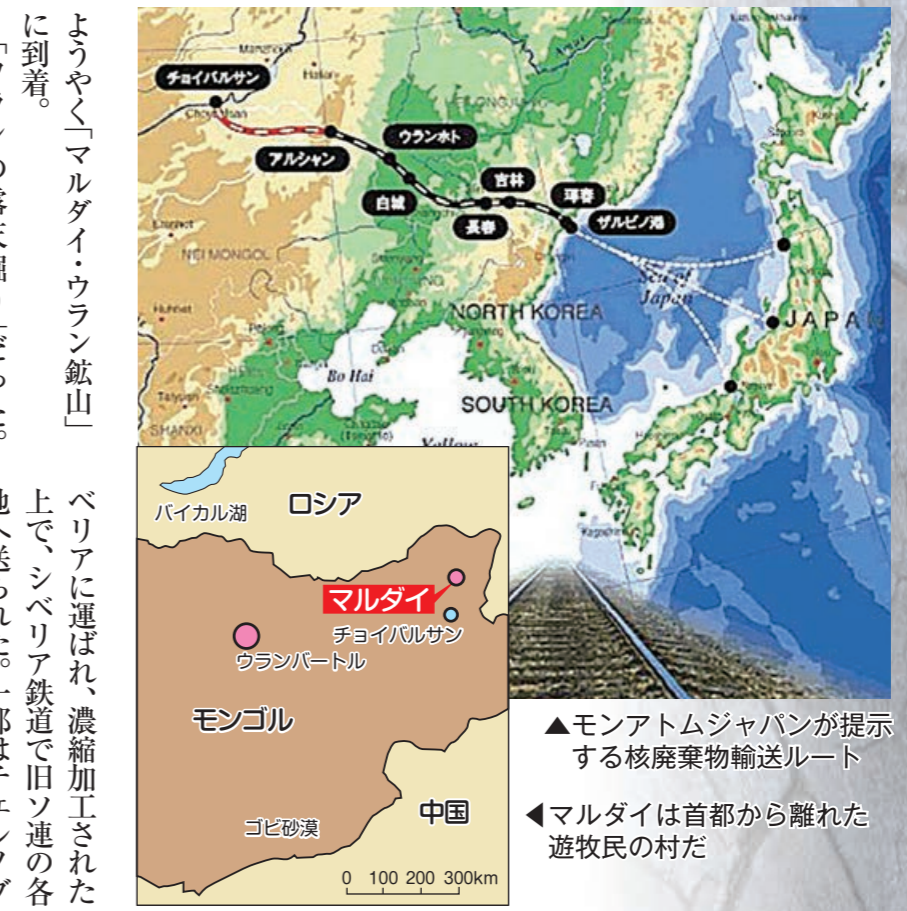 ようやく「マルダイ・ウラン鉱山」
に到着。
ベリアに運ばれ、濃縮加工された
上で、シベリア鉄道で旧ソ連の各
チョイバルサン
アルシャン
ウランホト
白城
吉林
長春
琿春
ザルビノ港
NEI MONGOL
NORTH KOREA
SOUTH KOREA
Sea of
Japan
JAPAN
Bo Hai
SHANXI
バイカル湖
ロシア
マルダイ
チョイバルサン
ウランバートル
モンゴル
中国
ゴビ砂漠
0 100 200 300km
▲モンアトムジャパンが提示
する核廃棄物輸送ルート
◀マルダイは首都から離れた
遊牧民の村だ